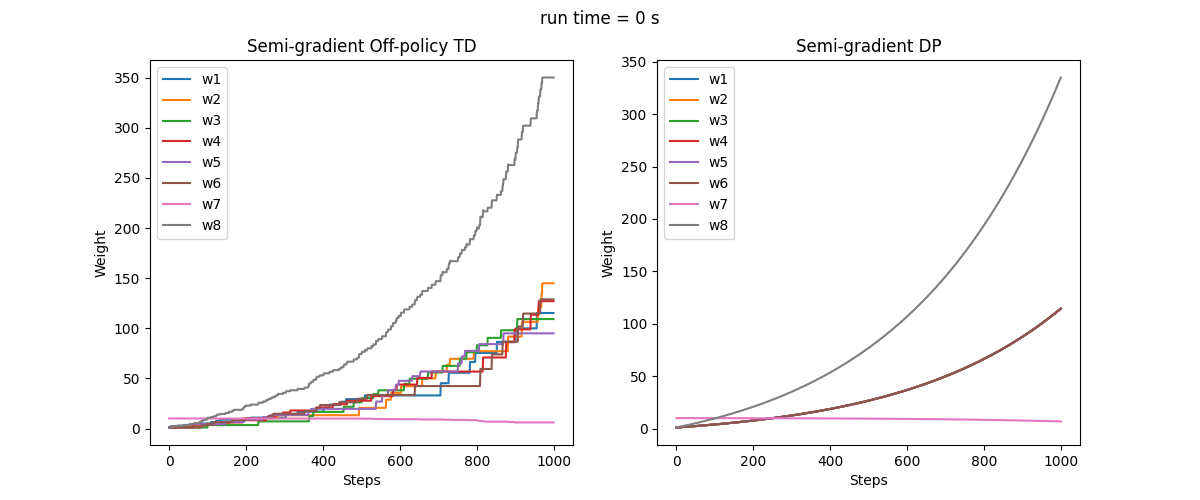 run time = 0 s
Semi-gradient Off-policy TD
Weight
350
300
250
200
150
100
50
0
w1
w2
w3
w4
w5
w6
w7
w8
0 200 400 600 800 1000
Steps
Semi-gradient DP
Weight
350
300
250
200
150
100
50
0
w1
w2
w3
w4
w5
w6
w7
w8
0 200 400 600 800 1000
Steps